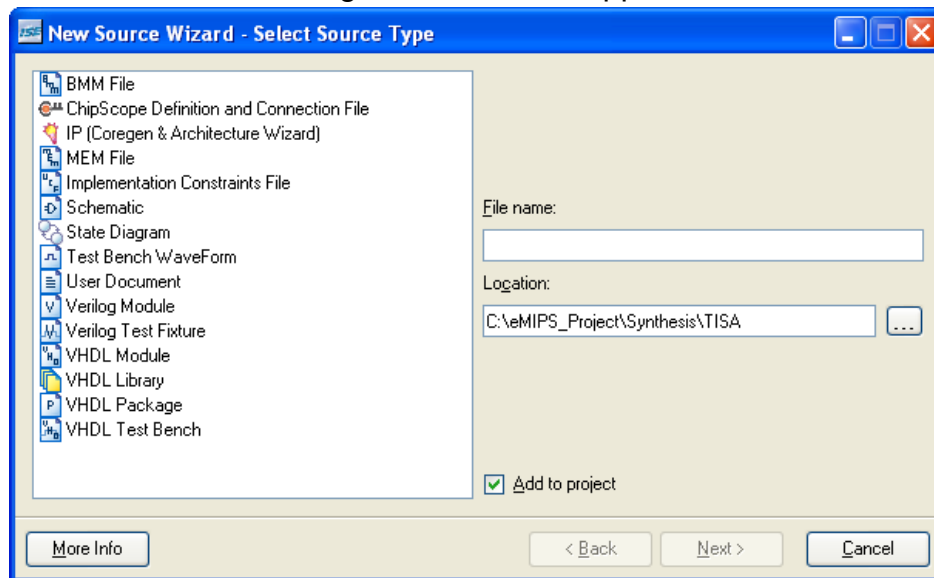 ISE New Source Wizard - Select Source Type
BMM File
ChipScope Definition and Connection File
IP (Coregen & Architecture Wizard)
MEM File
Implementation Constraints File
Schematic
State Diagram
Test Bench WaveForm
User Document
Verilog Module
Verilog Test Fixture
VHDL Module
VHDL Library
VHDL Package
VHDL Test Bench
File name:
Location:
C:\eMIPS_Project\Synthesis\TISA
...
Add to project
More Info
< Back
Next >
Cancel